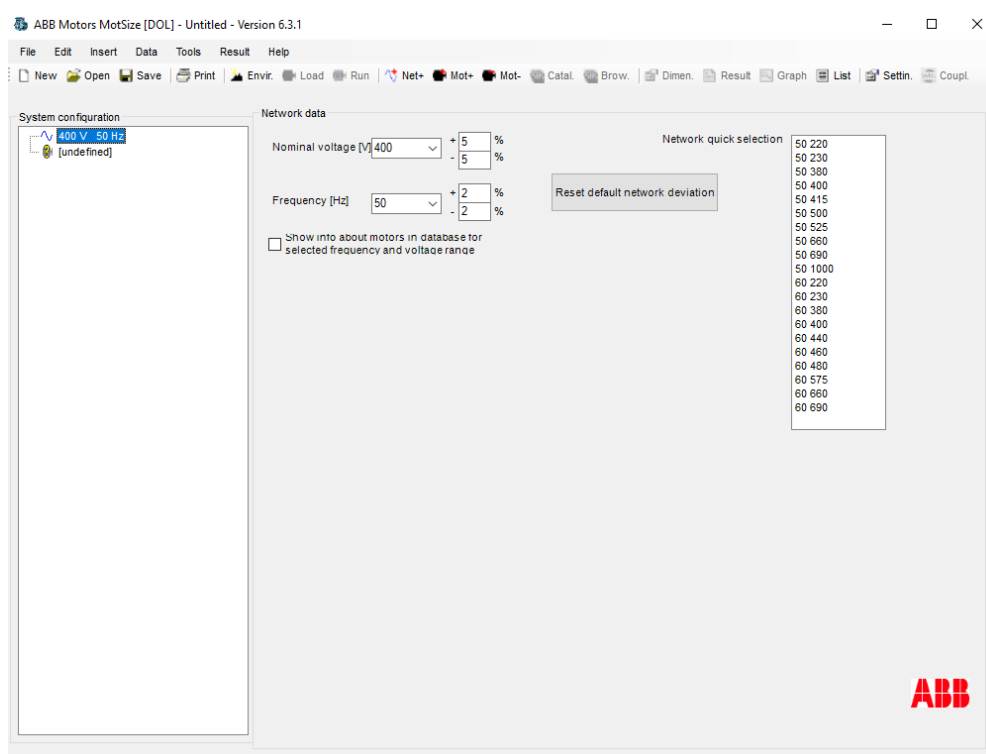 ABB Motors MotSize [DOL] - Untitled - Version 6.3.1
File Edit Insert Data Tools Result Help
New Open Save Print Envir. Load Run Net+ Mot+ Mot- Catal. Brow. Dimen. Result Graph List Settin. Coupl.
System configuration
400 V 50 Hz
[undefined]
Network data
Nominal voltage [V] 400 + 5 %
- 5 %
Frequency [Hz] 50 + 2 %
- 2 %
Show info about motors in database for
selected frequency and voltage range
Reset default network deviation
Network quick selection
50 220
50 230
50 380
50 400
50 415
50 500
50 525
50 660
50 690
50 1000
60 220
60 230
60 380
60 400
60 440
60 460
60 480
60 575
60 660
60 690
ABB